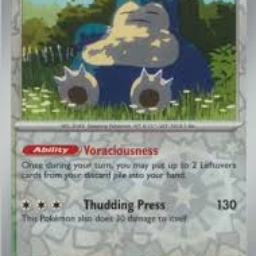 Ability Voraciousness
Once during your turn, you may put up to 2 Leftovers
cards from your discard pile into your hand.
Thudding Press 130
This Pokémon also does 30 damage to itself.